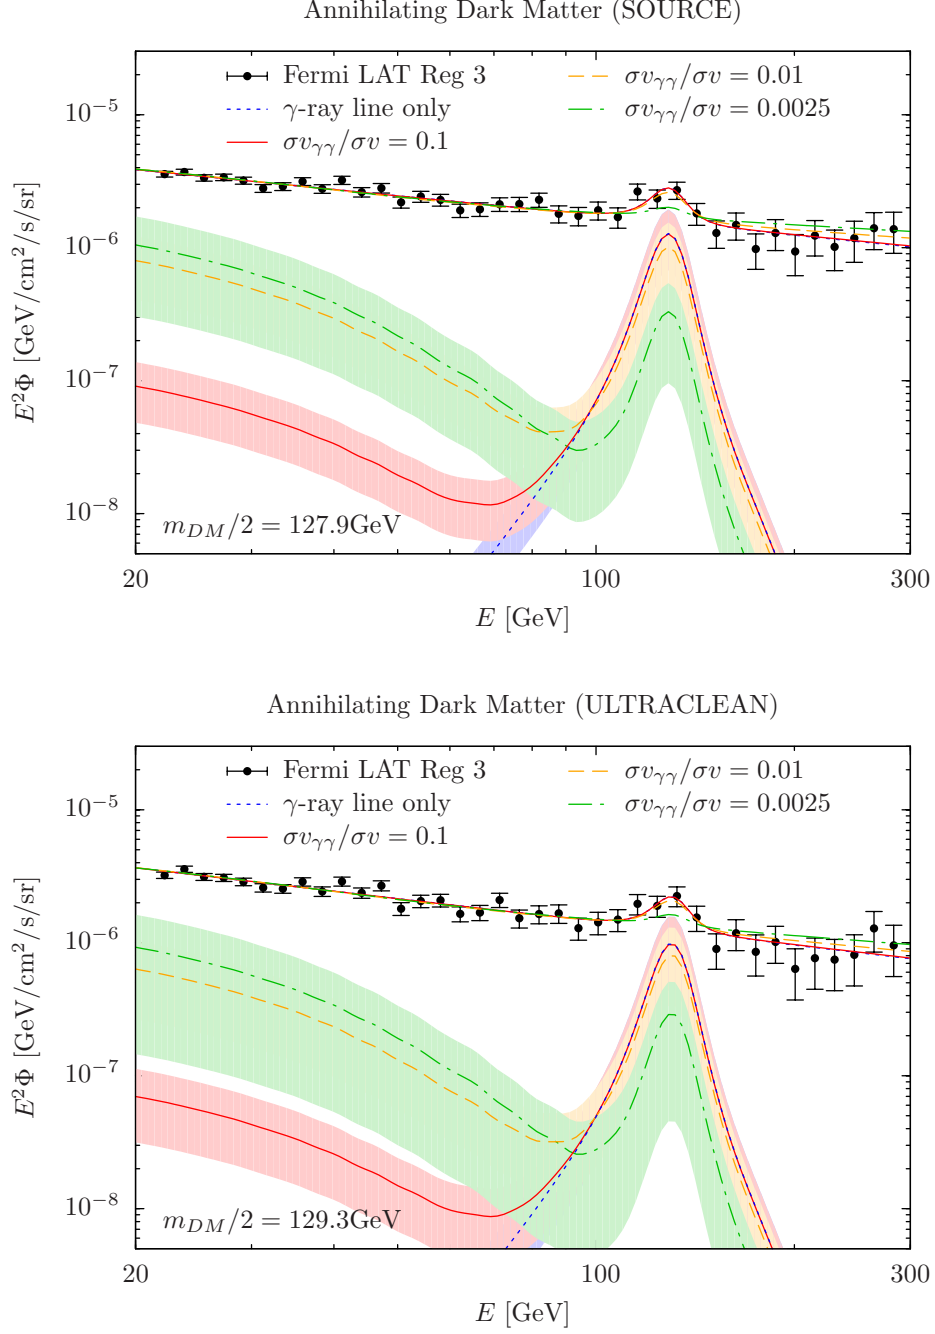 Annihilating Dark Matter (SOURCE)
Fermi LAT Reg 3
γ-ray line only
σv_γγ/σv = 0.1
σv_γγ/σv = 0.01
σv_γγ/σv = 0.0025
10^−5
10^−6
10^−7
10^−8
E^2Φ [GeV/cm^2/s/sr]
m_DM/2 = 127.9GeV
20
100
300
E [GeV]
Annihilating Dark Matter (ULTRACLEAN)
Fermi LAT Reg 3
γ-ray line only
σv_γγ/σv = 0.1
σv_γγ/σv = 0.01
σv_γγ/σv = 0.0025
10^−5
10^−6
10^−7
10^−8
E^2Φ [GeV/cm^2/s/sr]
m_DM/2 = 129.3GeV
20
100
300
E [GeV]